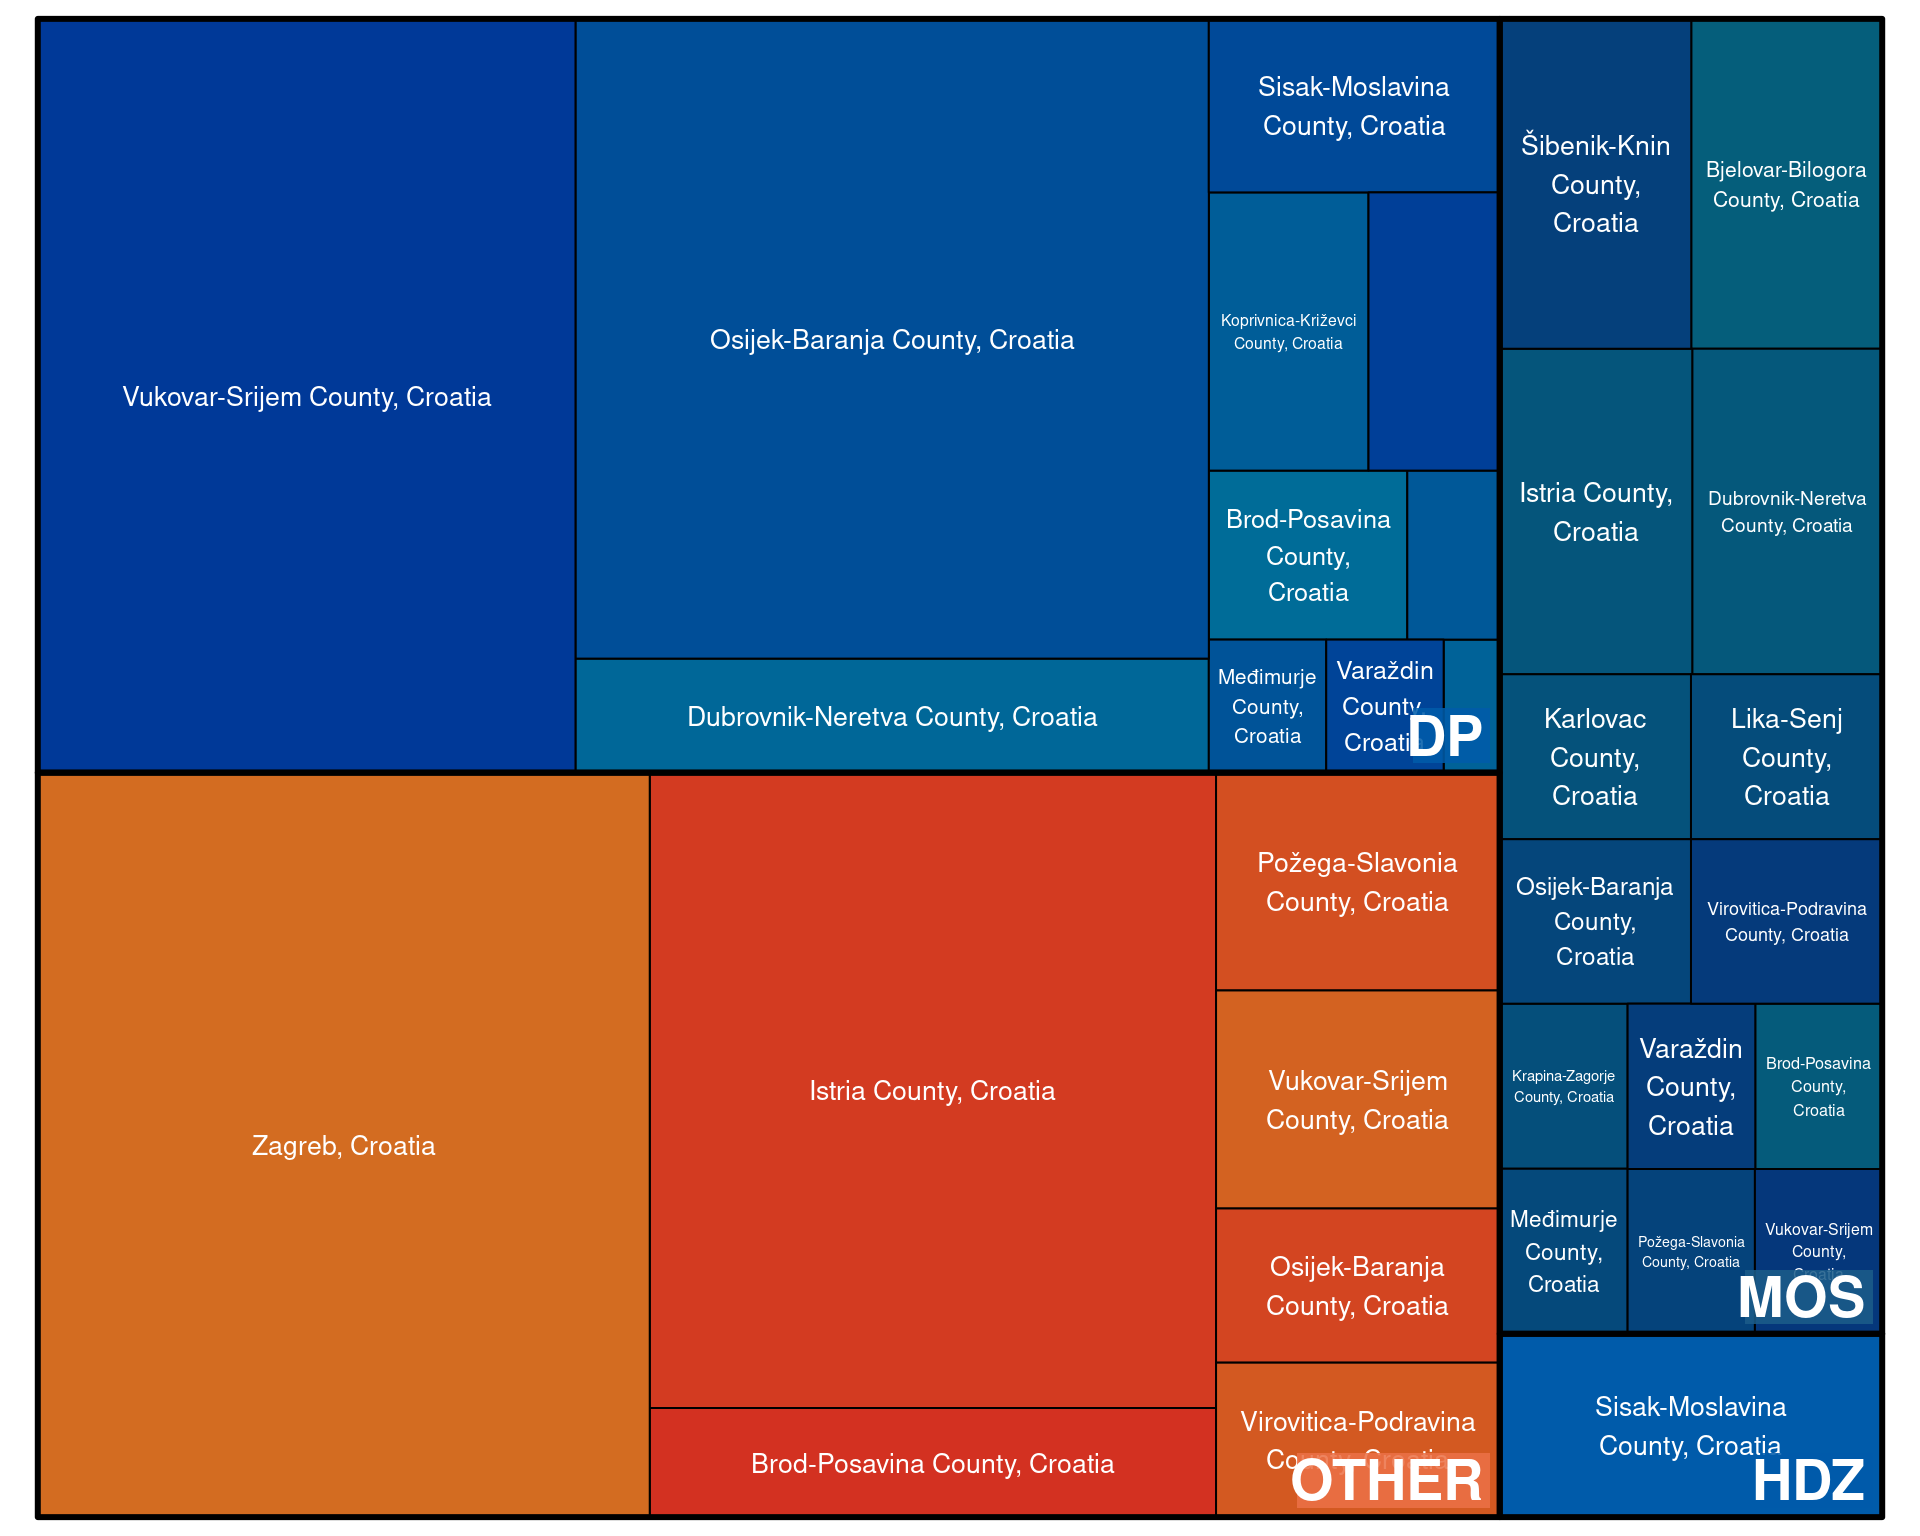 Vukovar-Srijem County, Croatia
Osijek-Baranja County, Croatia
Dubrovnik-Neretva County, Croatia
Sisak-Moslavina
County, Croatia
Koprivnica-Križevci
County, Croatia
Brod-Posavina
County,
Croatia
Međimurje
County,
Croatia
Varaždin
County,
Croatia
DP
Zagreb, Croatia
Istria County, Croatia
Brod-Posavina County, Croatia
Požega-Slavonia
County, Croatia
Vukovar-Srijem
County, Croatia
Osijek-Baranja
County, Croatia
Virovitica-Podravina
County, Croatia
OTHER
Šibenik-Knin
County,
Croatia
Bjelovar-Bilogora
County, Croatia
Istria County,
Croatia
Dubrovnik-Neretva
County, Croatia
Karlovac
County,
Croatia
Lika-Senj
County,
Croatia
Osijek-Baranja
County,
Croatia
Virovitica-Podravina
County, Croatia
Krapina-Zagorje
County, Croatia
Varaždin
County,
Croatia
Brod-Posavina
County,
Croatia
Međimurje
County,
Croatia
Požega-Slavonia
County, Croatia
Vukovar-Srijem
County,
Croatia
MOS
Sisak-Moslavina
County, Croatia
HDZ